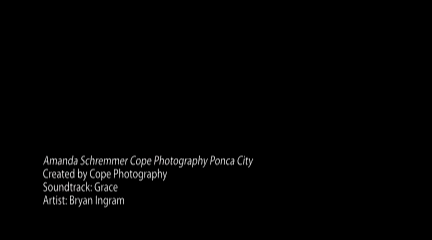 Amanda Schremmer Cope Photography Ponca City
Created by Cope Photography
Soundtrack: Grace
Artist: Bryan Ingram